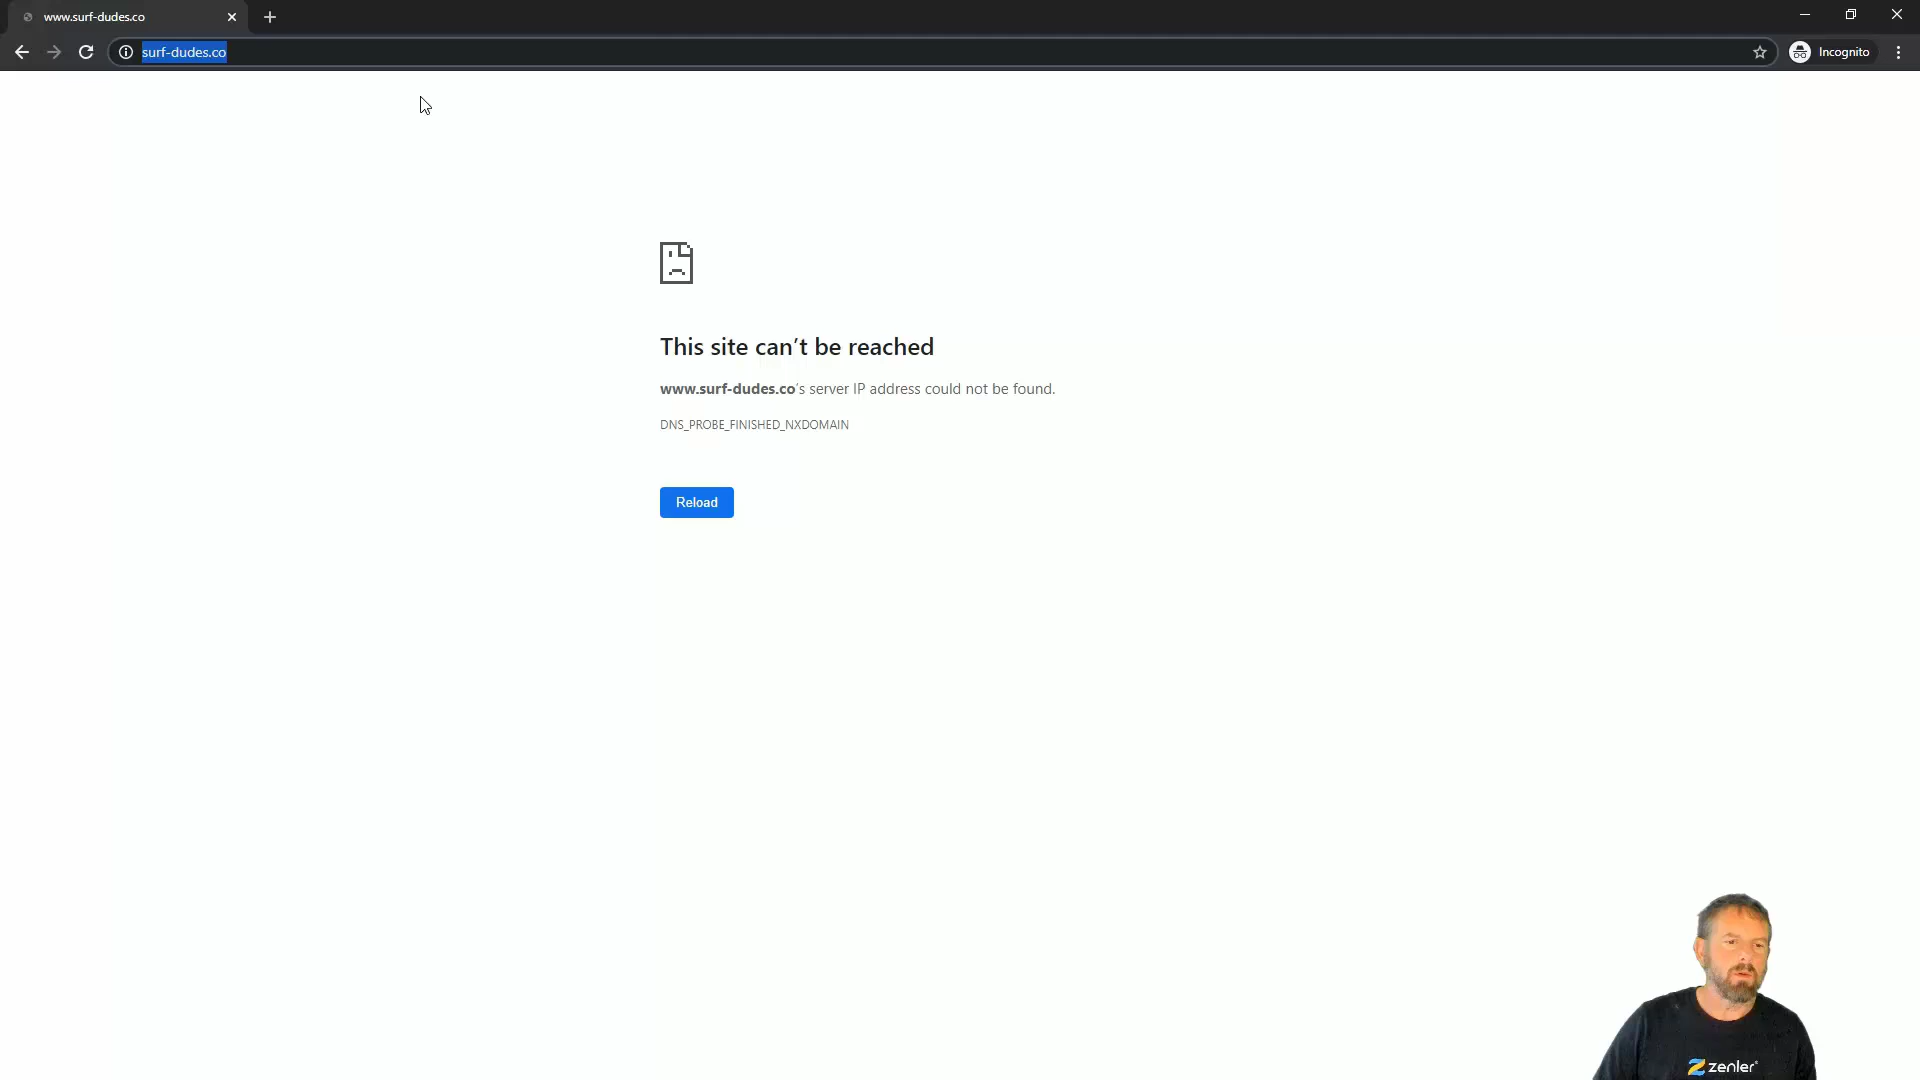 www.surf-dudes.co
surf-dudes.co
Incognito
This site can't be reached
www.surf-dudes.co's server IP address could not be found.
DNS_PROBE_FINISHED_NXDOMAIN
Reload
zenler